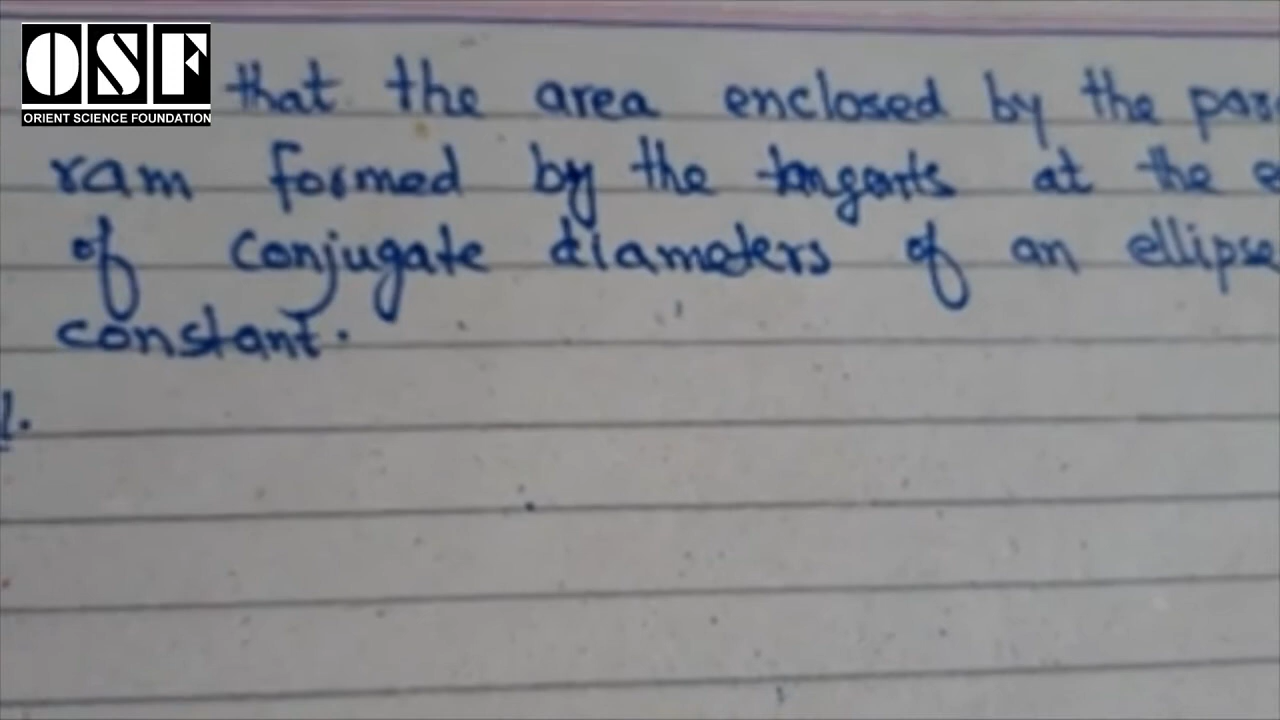 OSF
ORIENT SCIENCE FOUNDATION
that the area enclosed by the par
ram formed by the tangents at the e
of conjugate diameters of an ellipse
constant.